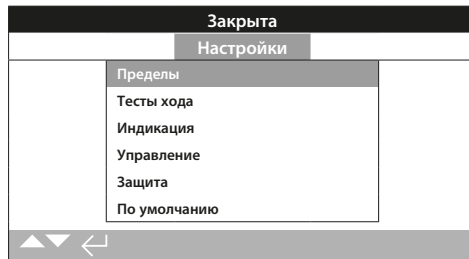 Закрыта
Настройки
Пределы
Тесты хода
Индикация
Управление
Защита
По умолчанию